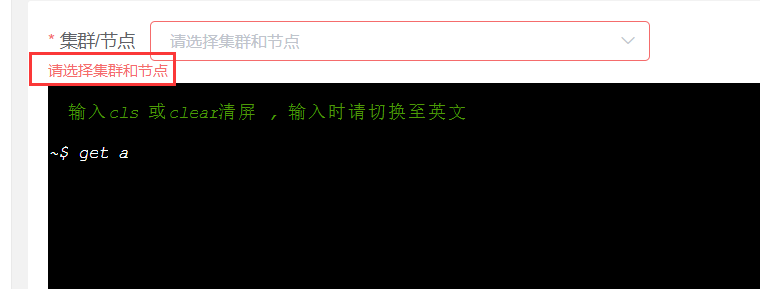 * 集群/节点 请选择集群和节点
请选择集群和节点
输入cls 或clear清屏 , 输入时请切换至英文
~$ get a